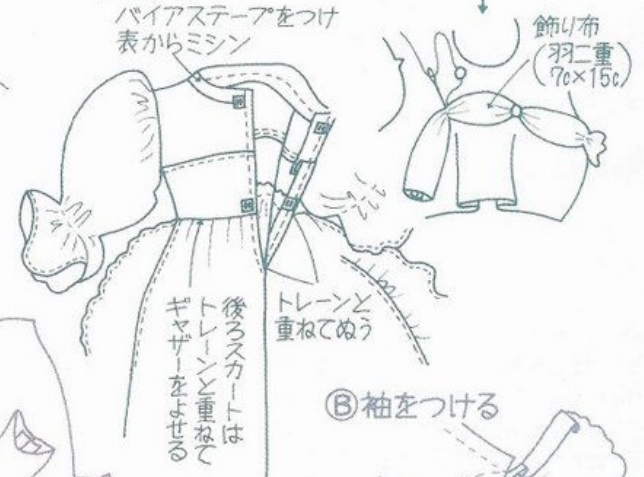 バイアステープをつけ
表からミシン
飾り布
(羽二重)
7c×15c
トレーンと
重ねてぬう
後ろスカートは
トレーンと重ねて
ギャザーをよせる
Ⓑ袖をつける